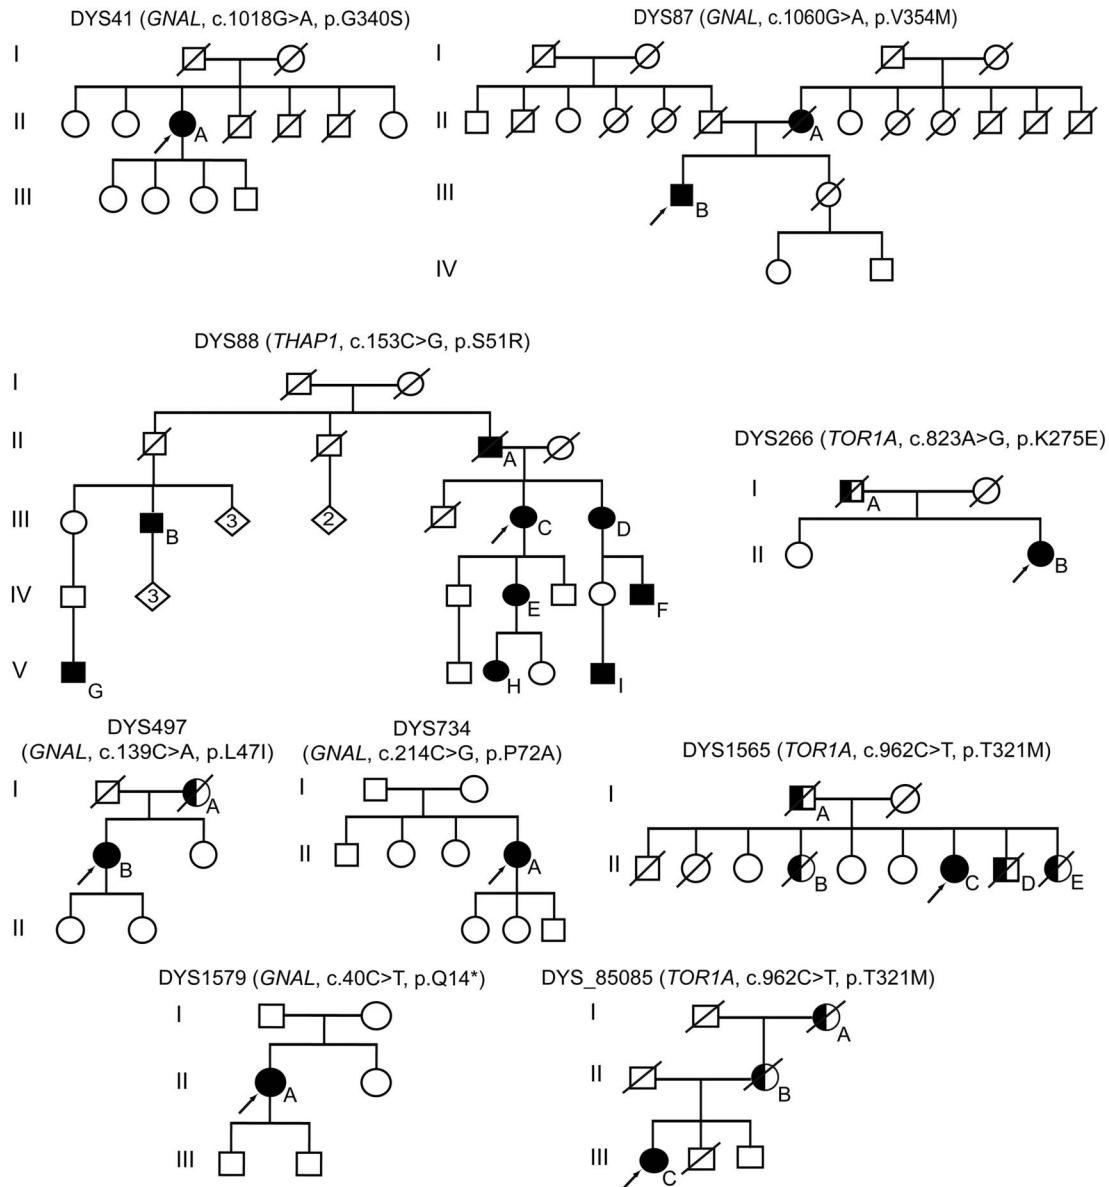 DYS41 (GNAL, c.1018G>A, p.G340S)
I
II
A
III
DYS87 (GNAL, c.1060G>A, p.V354M)
I
II
A
III
B
IV
DYS88 (THAP1, c.153C>G, p.S51R)
I
II
A
III
B
3
2
C
D
IV
3
E
F
V
G
H
I
DYS266 (TOR1A, c.823A>G, p.K275E)
I
A
II
B
DYS497
(GNAL, c.139C>A, p.L47I)
I
A
B
II
DYS734
(GNAL, c.214C>G, p.P72A)
I
II
A
DYS1565 (TOR1A, c.962C>T, p.T321M)
I
A
II
B
C
D
E
DYS1579 (GNAL, c.40C>T, p.Q14*)
I
II
A
III
DYS_85085 (TOR1A, c.962C>T, p.T321M)
I
A
II
B
III
C